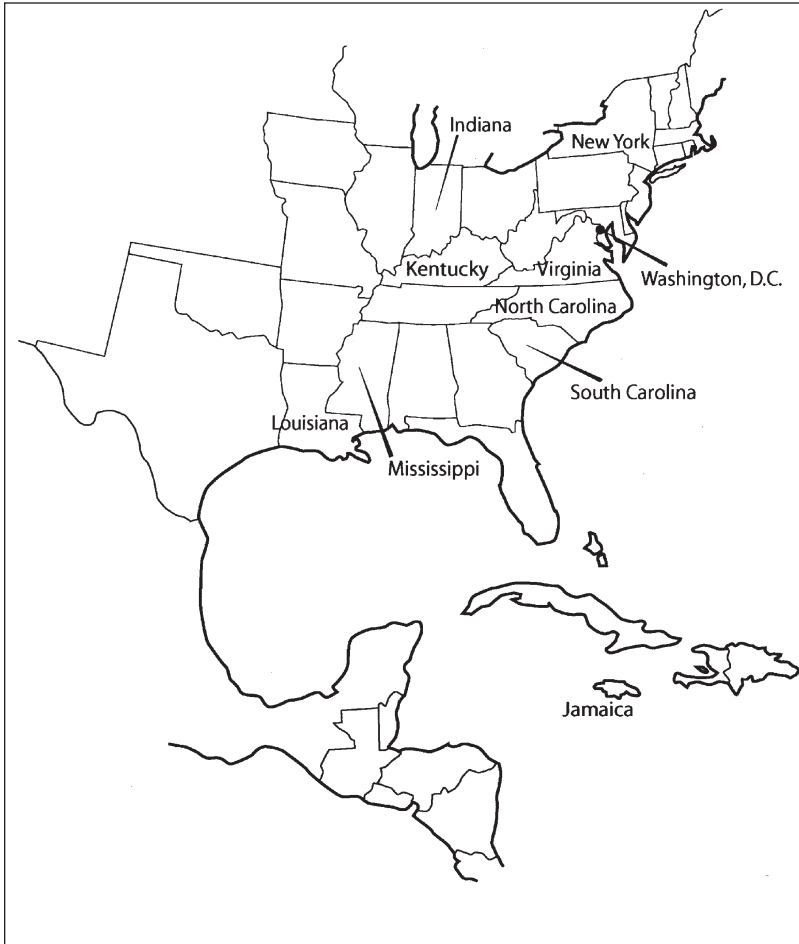 Indiana
New York
Kentucky
Virginia
Washington, D.C.
North Carolina
South Carolina
Louisiana
Mississippi
Jamaica